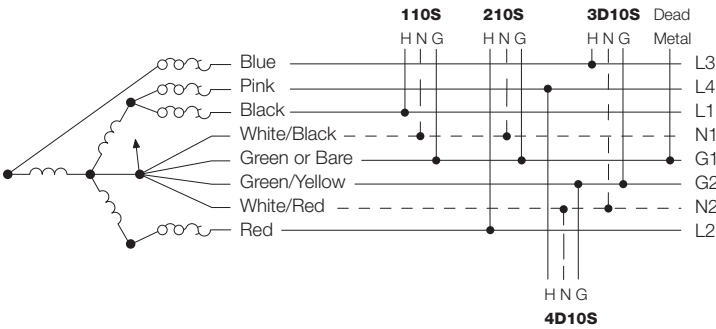 110S 210S 3D10S Dead
H N G H N G H N G Metal
Blue L3
Pink L4
Black L1
White/Black N1
Green or Bare G1
Green/Yellow G2
White/Red N2
Red L2
H N G
4D10S